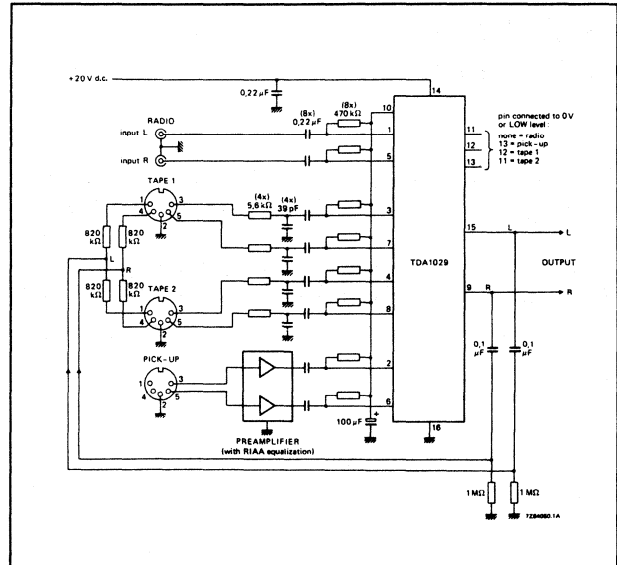 +20 V d.c.
0,22 µF
14
RADIO
input L
input R
(8x)
0,22 µF
(8x)
470 kΩ
10
1
5
pin connected to 0 V
or LOW level:
none = radio
13 = pick-up
12 = tape 1
11 = tape 2
11
12
13
TAPE 1
1
3
4
5
2
(4x)
5,6 kΩ
(4x)
39 pF
3
7
4
8
820
kΩ
820
kΩ
L
R
820
kΩ
820
kΩ
TDA1029
15
L
L
OUTPUT
9
R
R
TAPE 2
1
3
4
5
2
0,1
µF
0,1
µF
PICK-UP
1
3
4
5
2
2
6
PREAMPLIFIER
(with RIAA equalization)
100 µF
+
16
1 MΩ
1 MΩ
7Z84060.1A